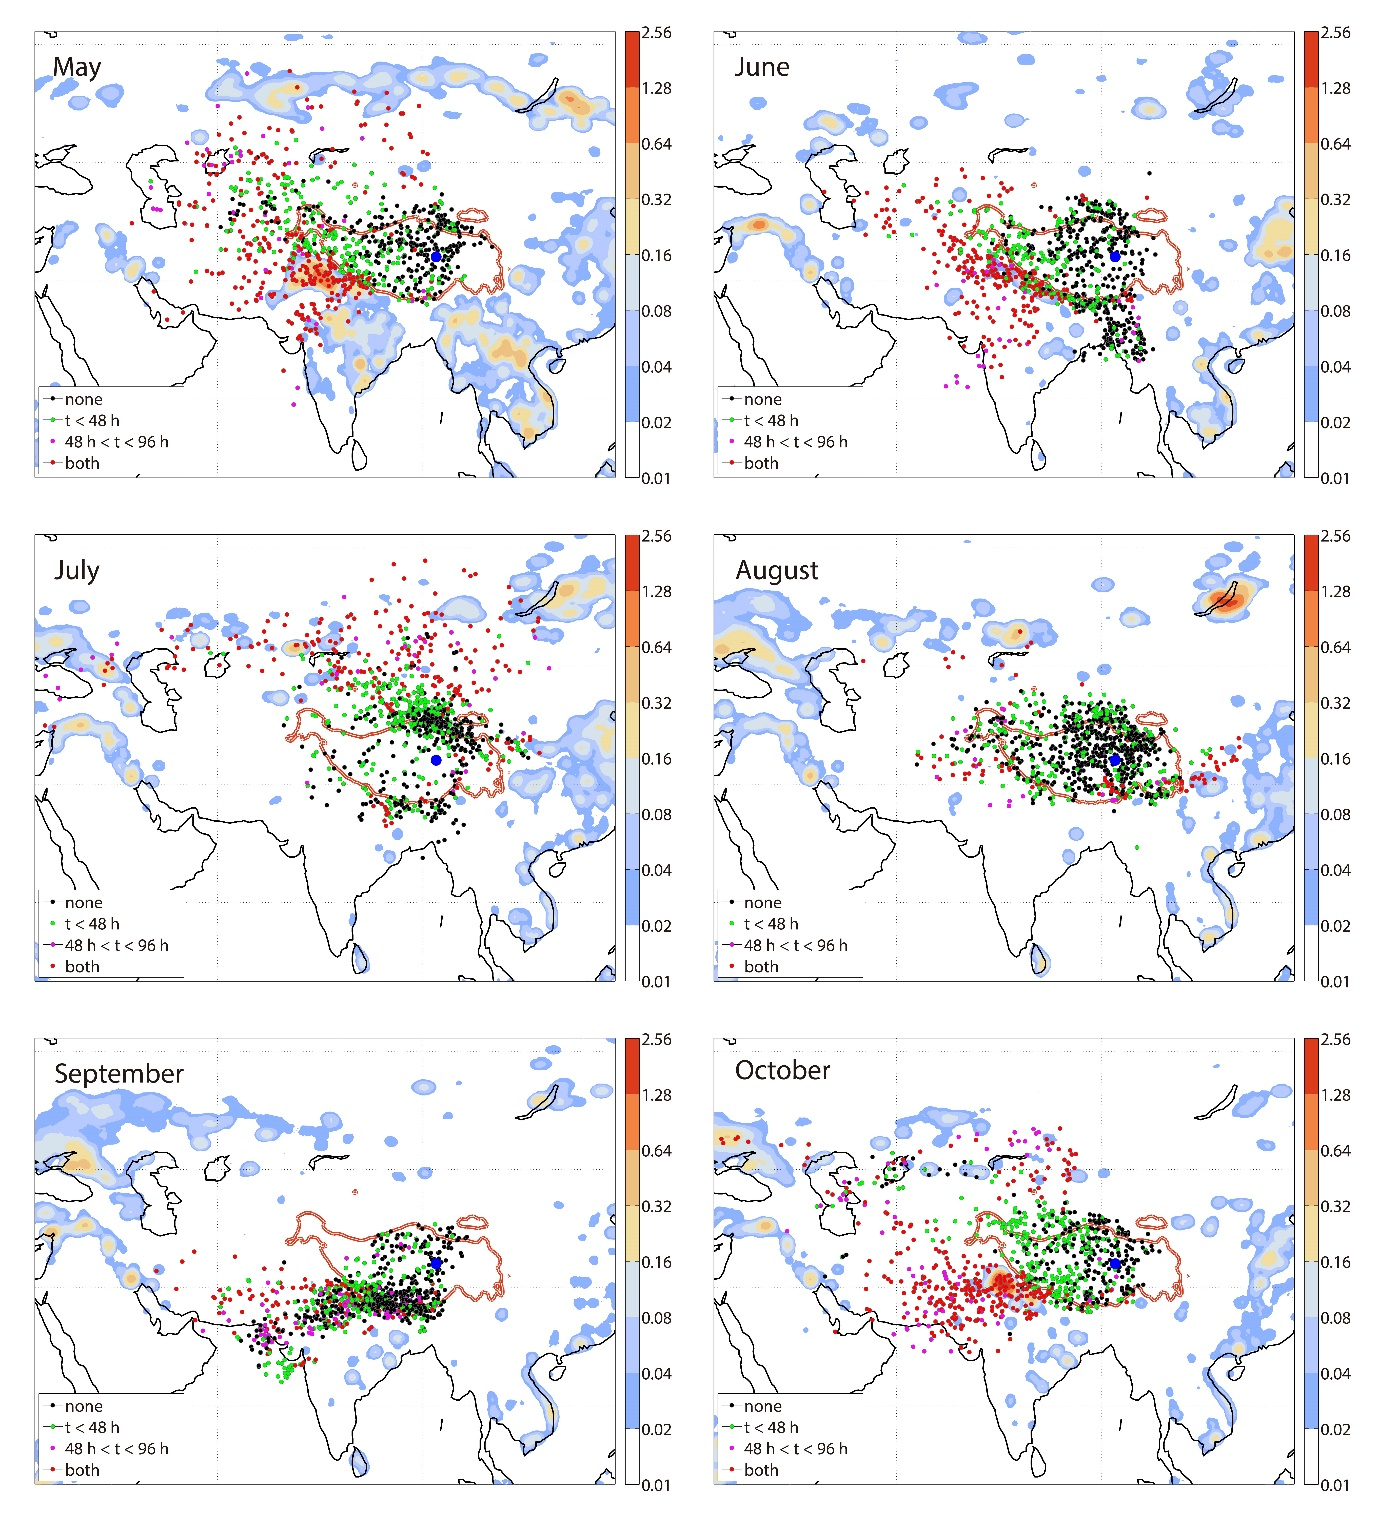 May
2.56
1.28
0.64
0.32
0.16
0.08
0.04
0.02
0.01
none
t < 48 h
48 h < t < 96 h
both
June
2.56
1.28
0.64
0.32
0.16
0.08
0.04
0.02
0.01
none
t < 48 h
48 h < t < 96 h
both
July
2.56
1.28
0.64
0.32
0.16
0.08
0.04
0.02
0.01
none
t < 48 h
48 h < t < 96 h
both
August
2.56
1.28
0.64
0.32
0.16
0.08
0.04
0.02
0.01
none
t < 48 h
48 h < t < 96 h
both
September
2.56
1.28
0.64
0.32
0.16
0.08
0.04
0.02
0.01
none
t < 48 h
48 h < t < 96 h
both
October
2.56
1.28
0.64
0.32
0.16
0.08
0.04
0.02
0.01
none
t < 48 h
48 h < t < 96 h
both